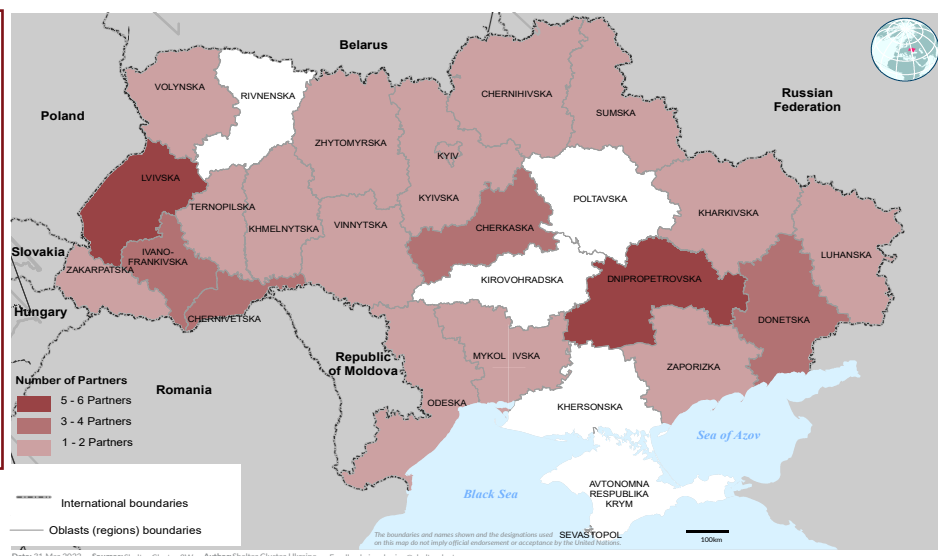 Belarus
Russian
Federation
Poland
VOLYNSKA
RIVNENSKA
CHERNIHIVSKA
SUMSKA
ZHYTOMYRSKA
KYIV
LVIVSKA
TERNOPILSKA
KYIVSKA
POLTAVSKA
KHARKIVSKA
KHMELNYTSKA
VINNYTSKA
CHERKASKA
LUHANSKA
Slovakia
IVANO-
FRANKIVSKA
ZAKARPATSKA
KIROVOHRADSKA
DNIPROPETROVSKA
Hungary
CHERNIVETSKA
DONETSKA
Republic
of Moldova
MYKOL IVSKA
ZAPORIZKA
Romania
ODESKA
KHERSONSKA
Number of Partners
5 - 6 Partners
3 - 4 Partners
1 - 2 Partners
Sea of Azov
Black Sea
AVTONOMNA
RESPUBLIKA
KRYM
SEVASTOPOL
International boundaries
Oblasts (regions) boundaries
100km
The boundaries and names shown and the designations used
on this map do not imply official endorsement or acceptance by the United Nations.